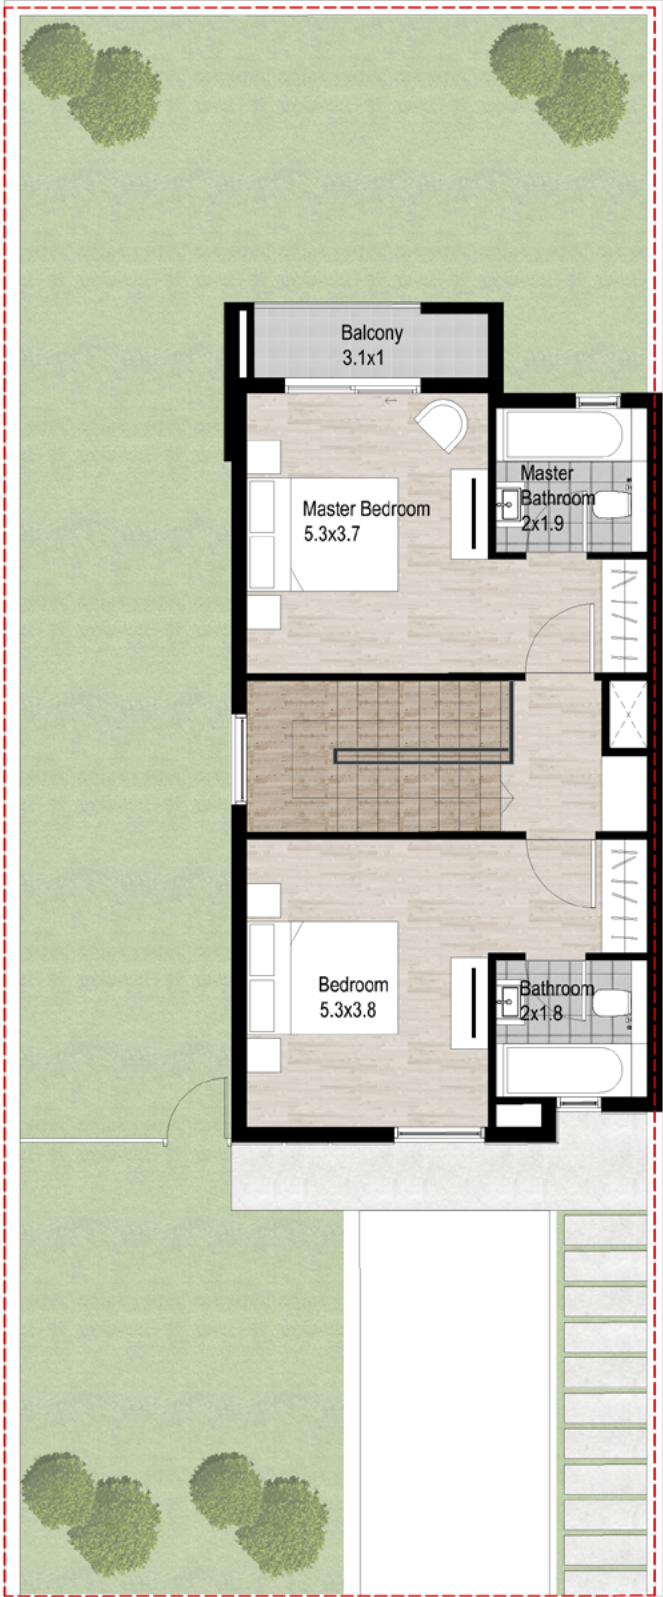 Balcony
3.1x1
Master Bedroom
5.3x3.7
Master
Bathroom
2x1.9
Bedroom
5.3x3.8
Bathroom
2x1.8